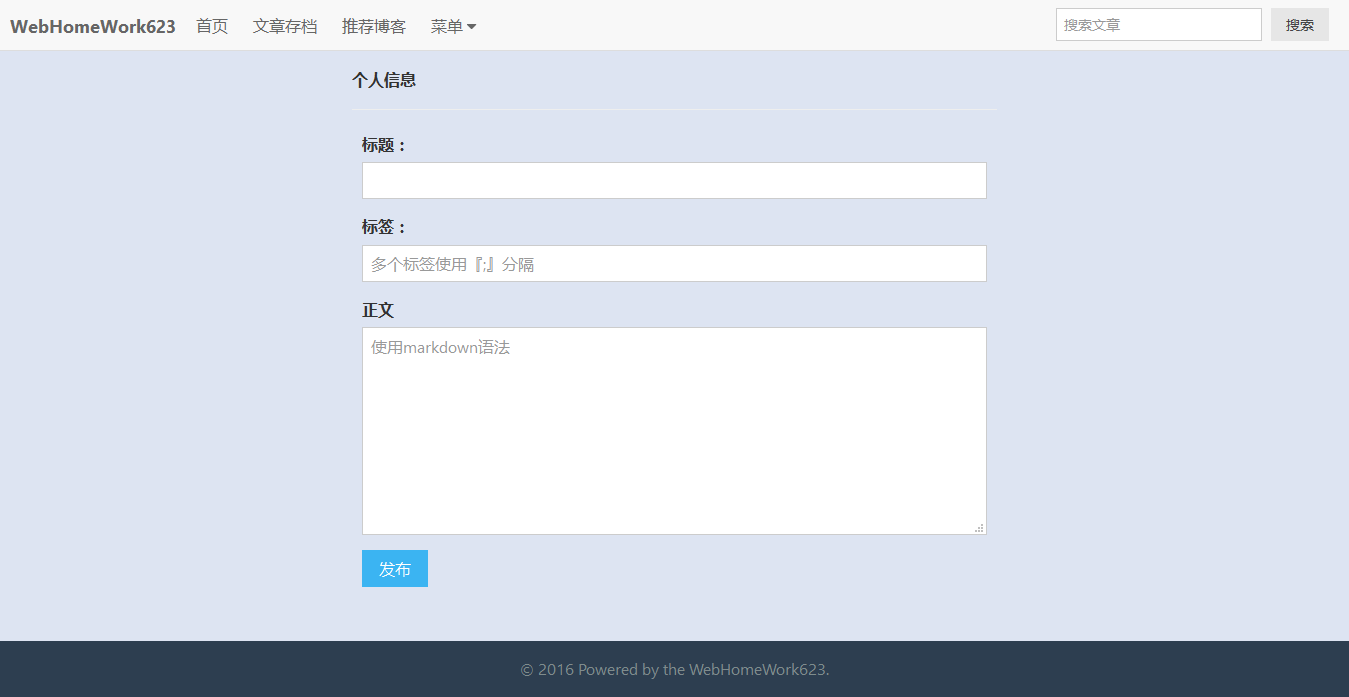 WebHomeWork623 首页 文章存档 推荐博客 菜单 搜索文章 搜索
个人信息
标题：
标签：
多个标签使用『;』分隔
正文
使用markdown语法
发布
© 2016 Powered by the WebHomeWork623.